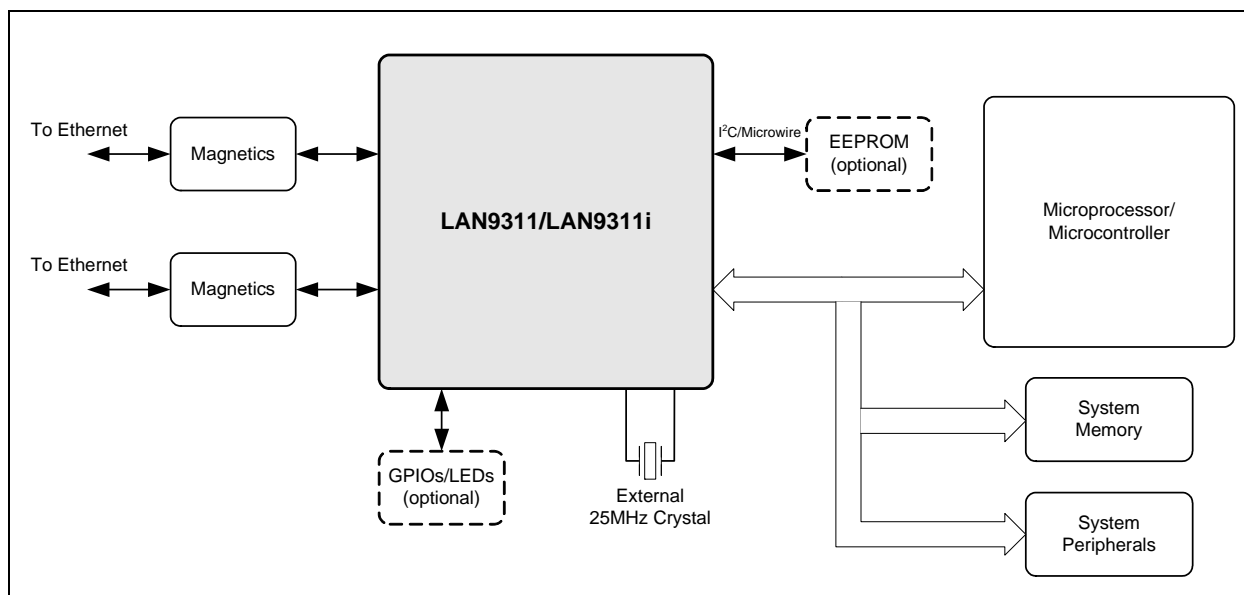 To Ethernet
Magnetics
To Ethernet
Magnetics
LAN9311/LAN9311i
I²C/Microwire
EEPROM
(optional)
Microprocessor/
Microcontroller
GPIOs/LEDs
(optional)
External
25MHz Crystal
System
Memory
System
Peripherals